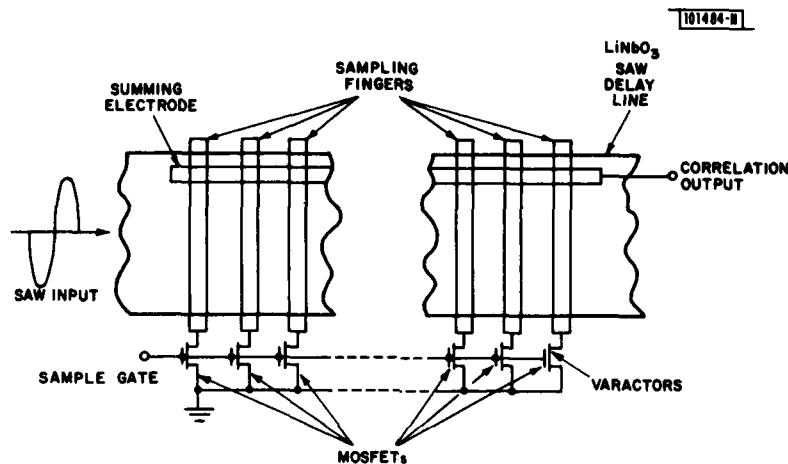 101484-N
LiNbO3
SAW
DELAY
LINE
SAMPLING
FINGERS
SUMMING
ELECTRODE
CORRELATION
OUTPUT
SAW INPUT
SAMPLE GATE
VARACTORS
MOSFETs